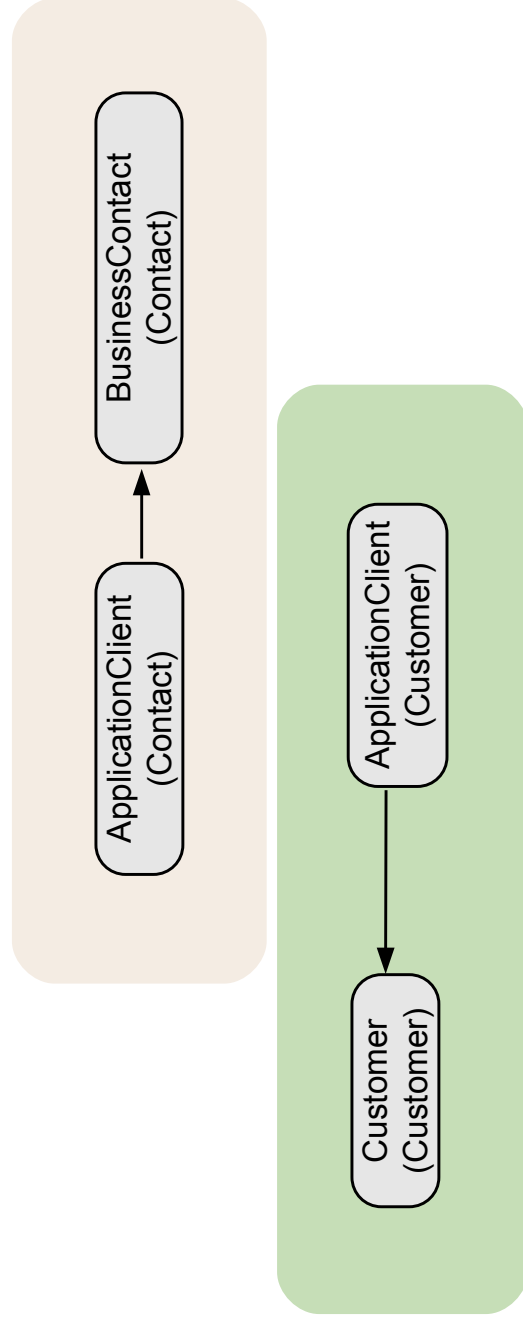 ApplicationClient
(Contact)
BusinessContact
(Contact)
Customer
(Customer)
ApplicationClient
(Customer)